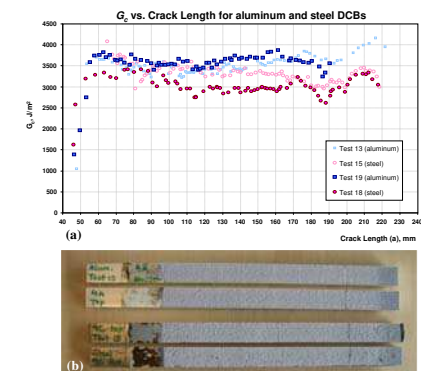 Gc vs. Crack Length for aluminum and steel DCBs
Gc, J/m²
4500
4000
3500
3000
2500
2000
1500
1000
500
0
Test 13 (aluminum)
Test 15 (steel)
Test 19 (aluminum)
Test 18 (steel)
40 50 60 70 80 90 100 110 120 130 140 150 160 170 180 190 200 210 220 230 240
(a)
Crack Length (a), mm
(b)